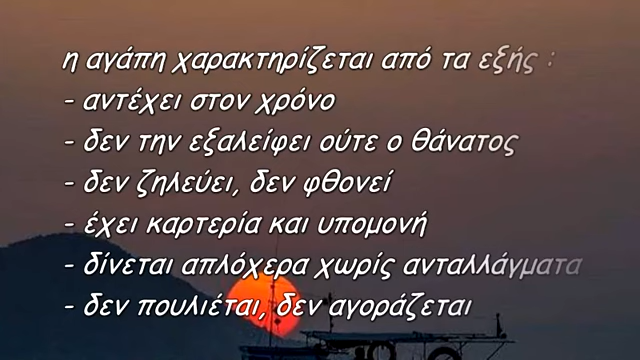 η αγάπη χαρακτηρίζεται από τα εξής :
- αντέχει στον χρόνο
- δεν την εξαλείφει ούτε ο θάνατος
- δεν ζηλεύει, δεν φθονεί
- έχει καρτερία και υπομονή
- δίνεται απλόχερα χωρίς ανταλλάγματα
- δεν πουλιέται, δεν αγοράζεται